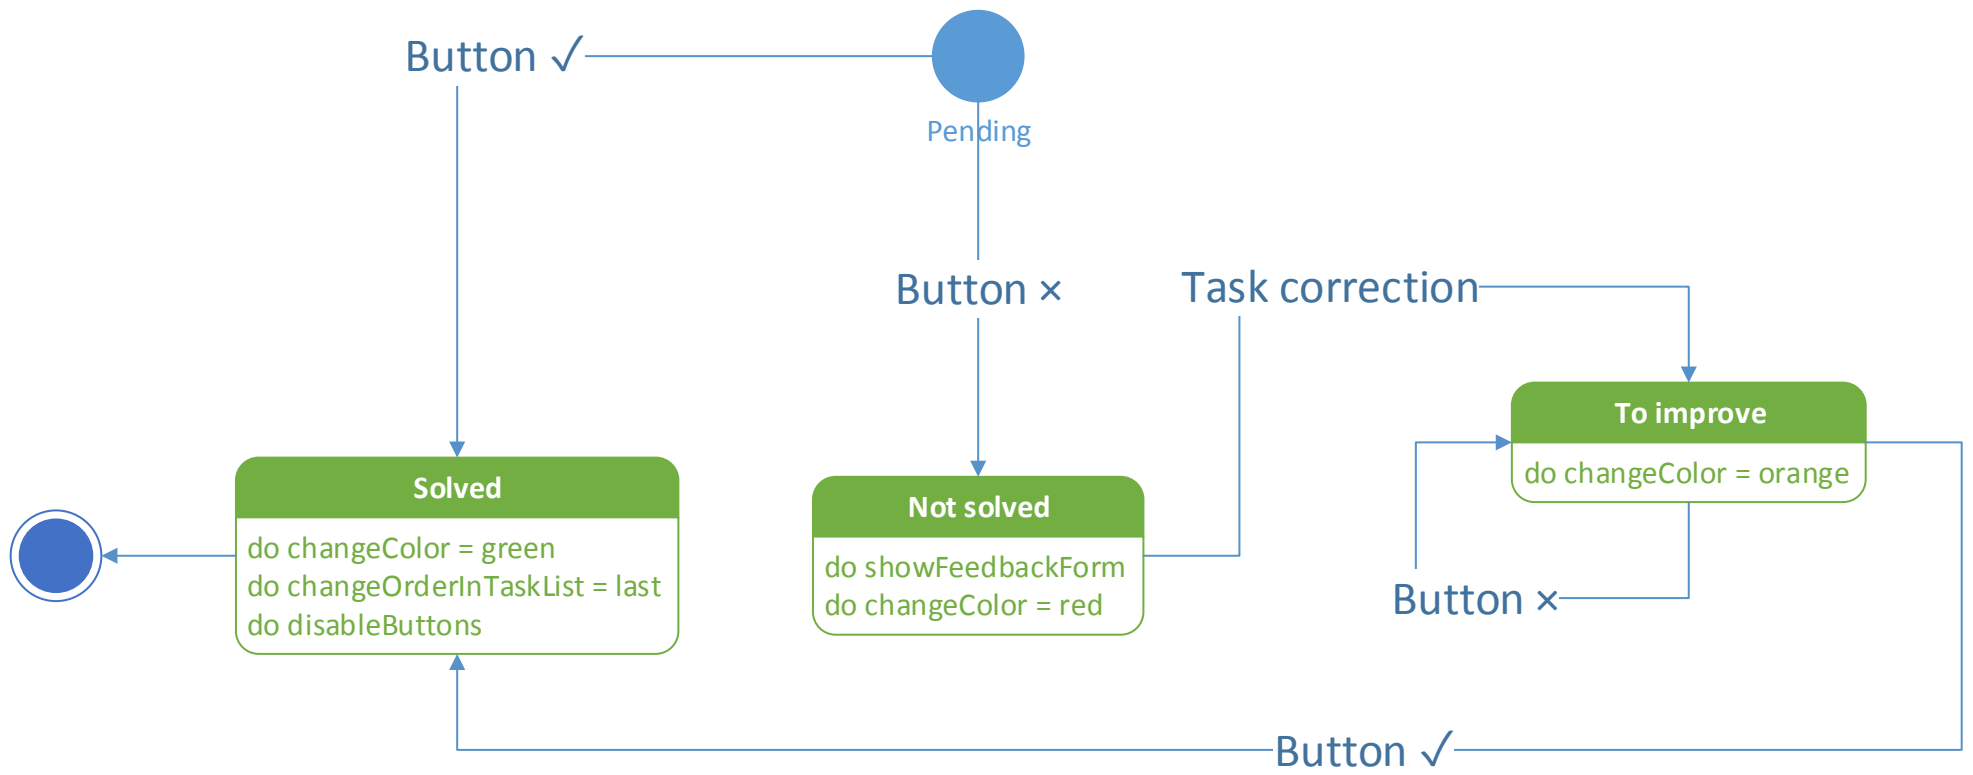 Button ✓
Pending
Button ×
Task correction
To improve
do changeColor = orange
Solved
do changeColor = green
do changeOrderInTaskList = last
do disableButtons
Not solved
do showFeedbackForm
do changeColor = red
Button ×
Button ✓